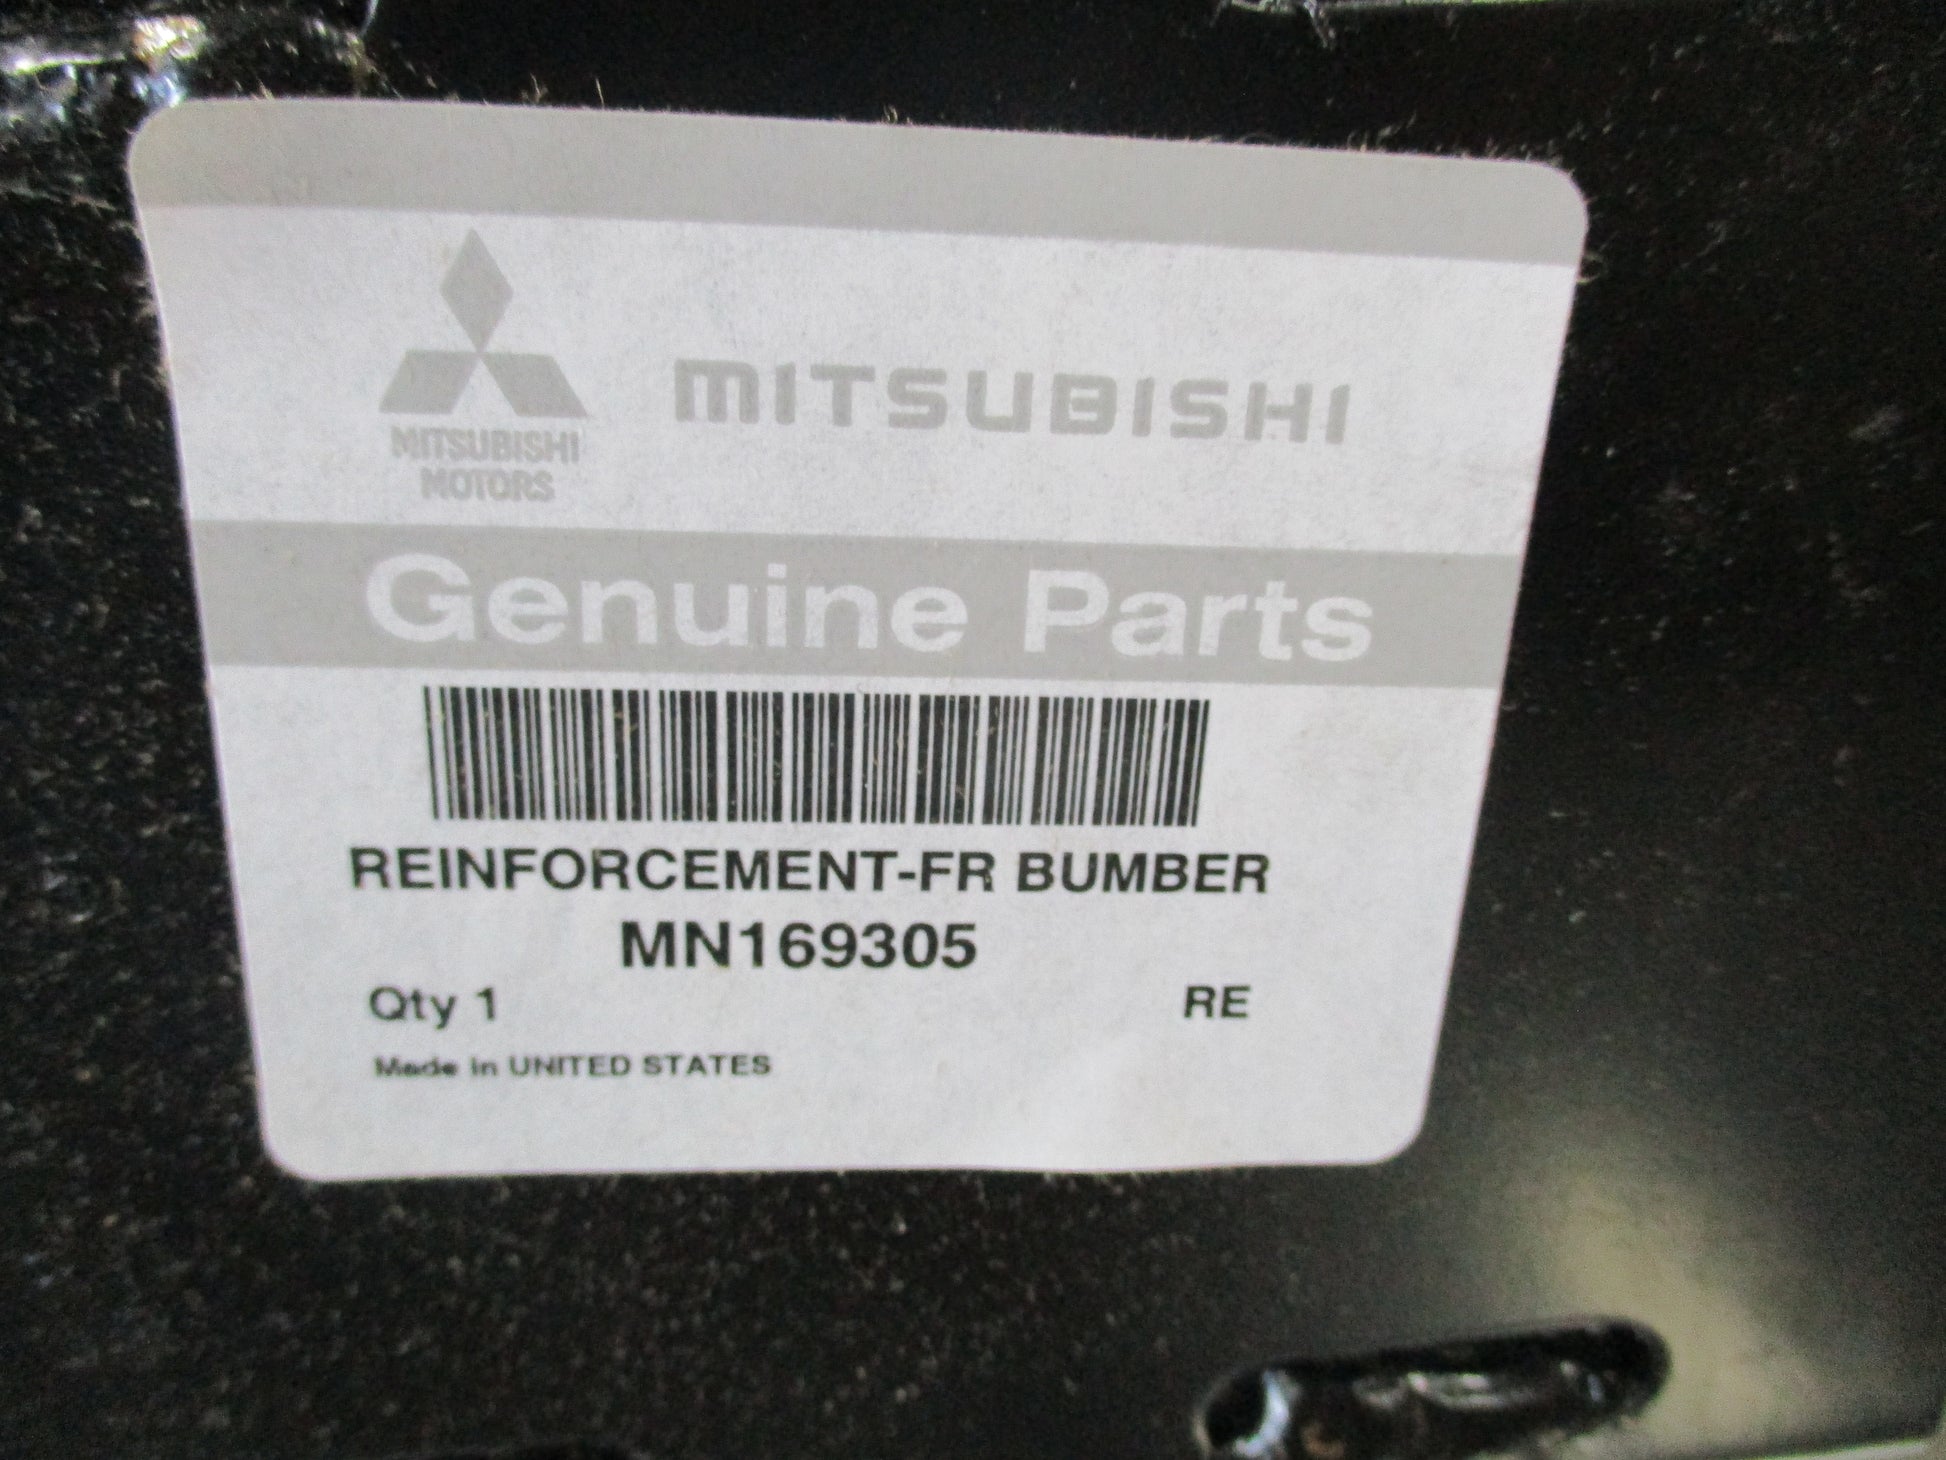 MITSUBISHI
MOTORS
MITSUBISHI
Genuine Parts
REINFORCEMENT-FR BUMBER
MN169305
Qty 1 RE
Made in UNITED STATES